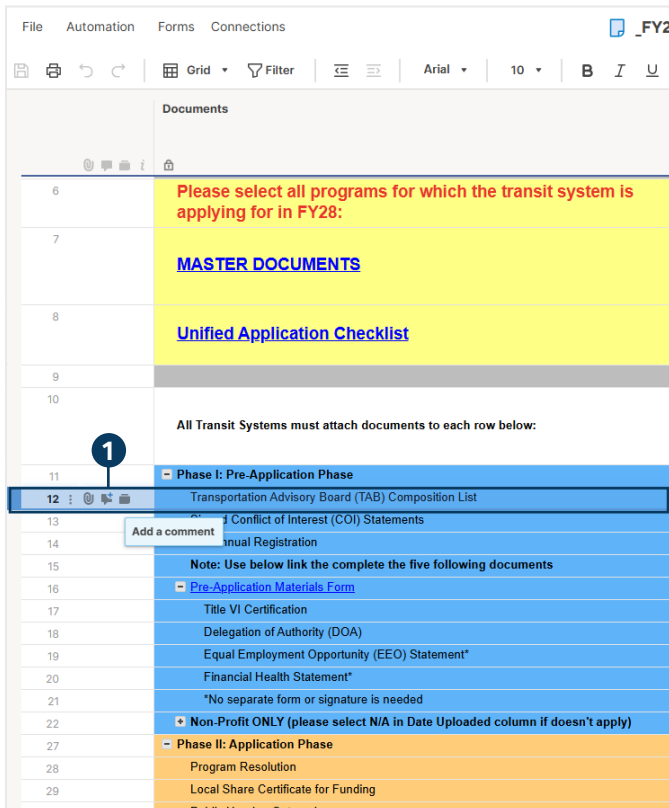 File Automation Forms Connections _FY2
Grid Filter Arial 10 B I U
Documents
6 Please select all programs for which the transit system is
applying for in FY28:
7
MASTER DOCUMENTS
8
Unified Application Checklist
9
10
All Transit Systems must attach documents to each row below:
1
11 Phase I: Pre-Application Phase
12 Transportation Advisory Board (TAB) Composition List
13 Conflict of Interest (COI) Statements
Add a comment
14 Registration
15 Note: Use below link the complete the five following documents
16 Pre-Application Materials Form
17 Title VI Certification
18 Delegation of Authority (DOA)
19 Equal Employment Opportunity (EEO) Statement*
20 Financial Health Statement*
21 *No separate form or signature is needed
22 Non-Profit ONLY (please select N/A in Date Uploaded column if doesn't apply)
27 Phase II: Application Phase
28 Program Resolution
29 Local Share Certificate for Funding